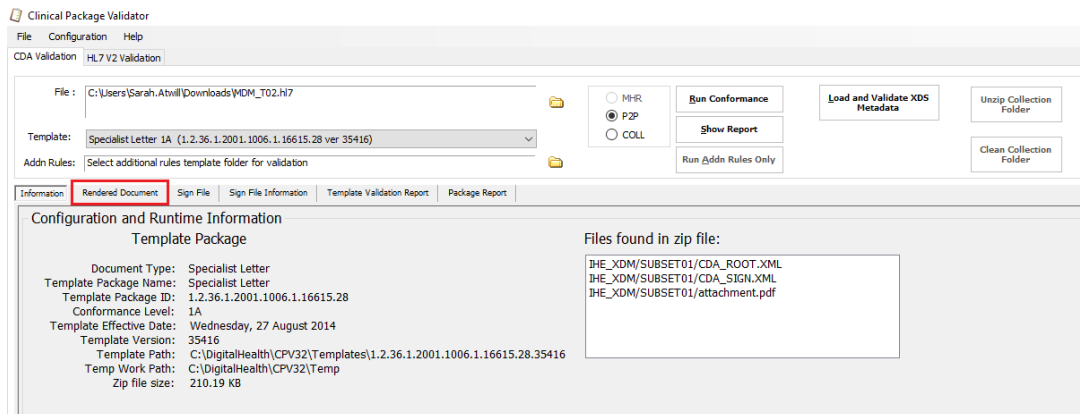 Clinical Package Validator
File Configuration Help
CDA Validation HL7 V2 Validation
File : C:\Users\Sarah.Atwill\Downloads\MDM_T02.hl7
MHR
P2P
COLL
Run Conformance
Show Report
Run Addn Rules Only
Load and Validate XDS
Metadata
Unzip Collection
Folder
Clean Collection
Folder
Template: Specialist Letter 1A (1.2.36.1.2001.1006.1.16615.28 ver 35416)
Addn Rules: Select additional rules template folder for validation
Information Rendered Document Sign File Sign File Information Template Validation Report Package Report
Configuration and Runtime Information
Template Package
Document Type: Specialist Letter
Template Package Name: Specialist Letter
Template Package ID: 1.2.36.1.2001.1006.1.16615.28
Conformance Level: 1A
Template Effective Date: Wednesday, 27 August 2014
Template Version: 35416
Template Path: C:\DigitalHealth\CPV32\Templates\1.2.36.1.2001.1006.1.16615.28.35416
Temp Work Path: C:\DigitalHealth\CPV32\Temp
Zip file size: 210.19 KB
Files found in zip file:
IHE_XDM/SUBSET01/CDA_ROOT.XML
IHE_XDM/SUBSET01/CDA_SIGN.XML
IHE_XDM/SUBSET01/attachment.pdf